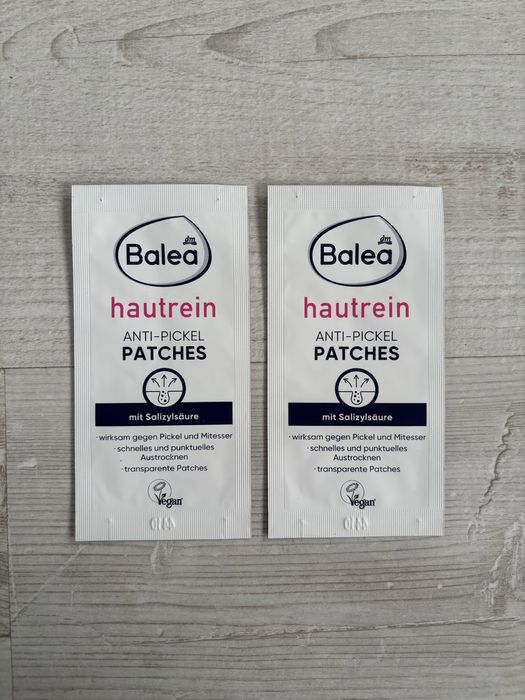 dm
Balea
hautrein
ANTI-PICKEL
PATCHES
mit Salizylsäure
· wirksam gegen Pickel und Mitesser
· schnelles und punktuelles
Austrocknen
· transparente Patches
Vegan
dm
Balea
hautrein
ANTI-PICKEL
PATCHES
mit Salizylsäure
· wirksam gegen Pickel und Mitesser
· schnelles und punktuelles
Austrocknen
· transparente Patches
Vegan